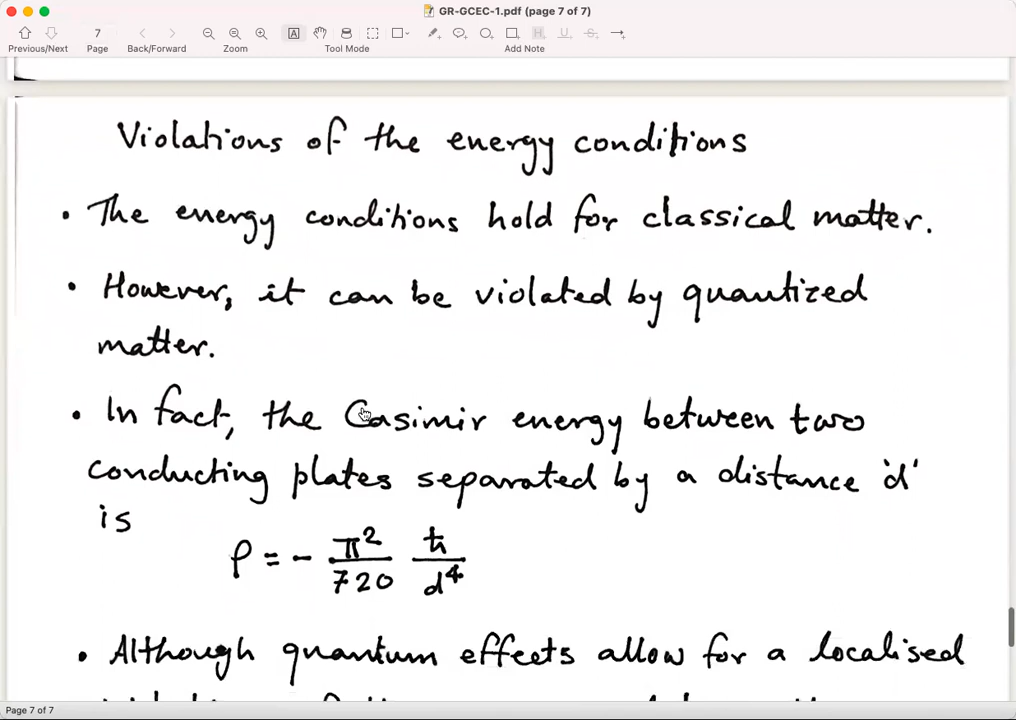 GR-GCEC-1.pdf (page 7 of 7)
7
Previous/Next Page Back/Forward Zoom Tool Mode Add Note
Violations of the energy conditions
• The energy conditions hold for classical matter.
• However, it can be violated by quantized
matter.
• In fact, the Casimir energy between two
conducting plates separated by a distance 'd'
is
ρ = - π²/720 ħ/d⁴
• Although quantum effects allow for a localised
Page 7 of 7